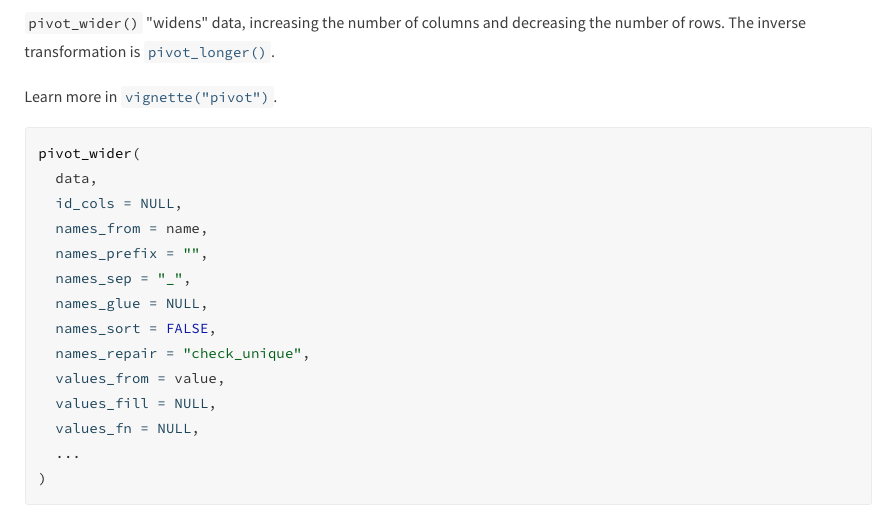 pivot_wider() "widens" data, increasing the number of columns and decreasing the number of rows. The inverse
transformation is pivot_longer().
Learn more in vignette("pivot").
pivot_wider(
  data,
  id_cols = NULL,
  names_from = name,
  names_prefix = "",
  names_sep = "_",
  names_glue = NULL,
  names_sort = FALSE,
  names_repair = "check_unique",
  values_from = value,
  values_fill = NULL,
  values_fn = NULL,
  ...
)